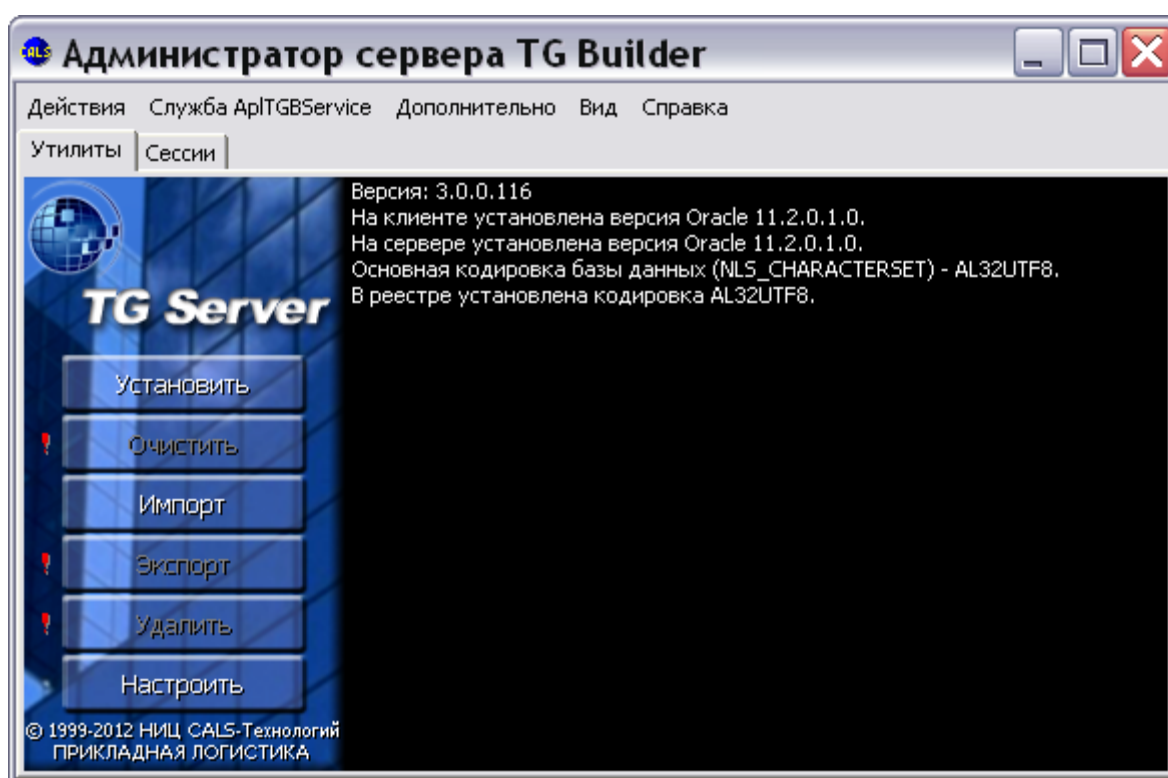 CALS Администратор сервера TG Builder
Действия Служба AplTGBService Дополнительно Вид Справка
Утилиты Сессии
Версия: 3.0.0.116
На клиенте установлена версия Oracle 11.2.0.1.0.
На сервере установлена версия Oracle 11.2.0.1.0.
Основная кодировка базы данных (NLS_CHARACTERSET) - AL32UTF8.
В реестре установлена кодировка AL32UTF8.
TG Server
Установить
! Очистить
Импорт
! Экспорт
! Удалить
Настроить
© 1999-2012 НИЦ CALS-Технологий
ПРИКЛАДНАЯ ЛОГИСТИКА